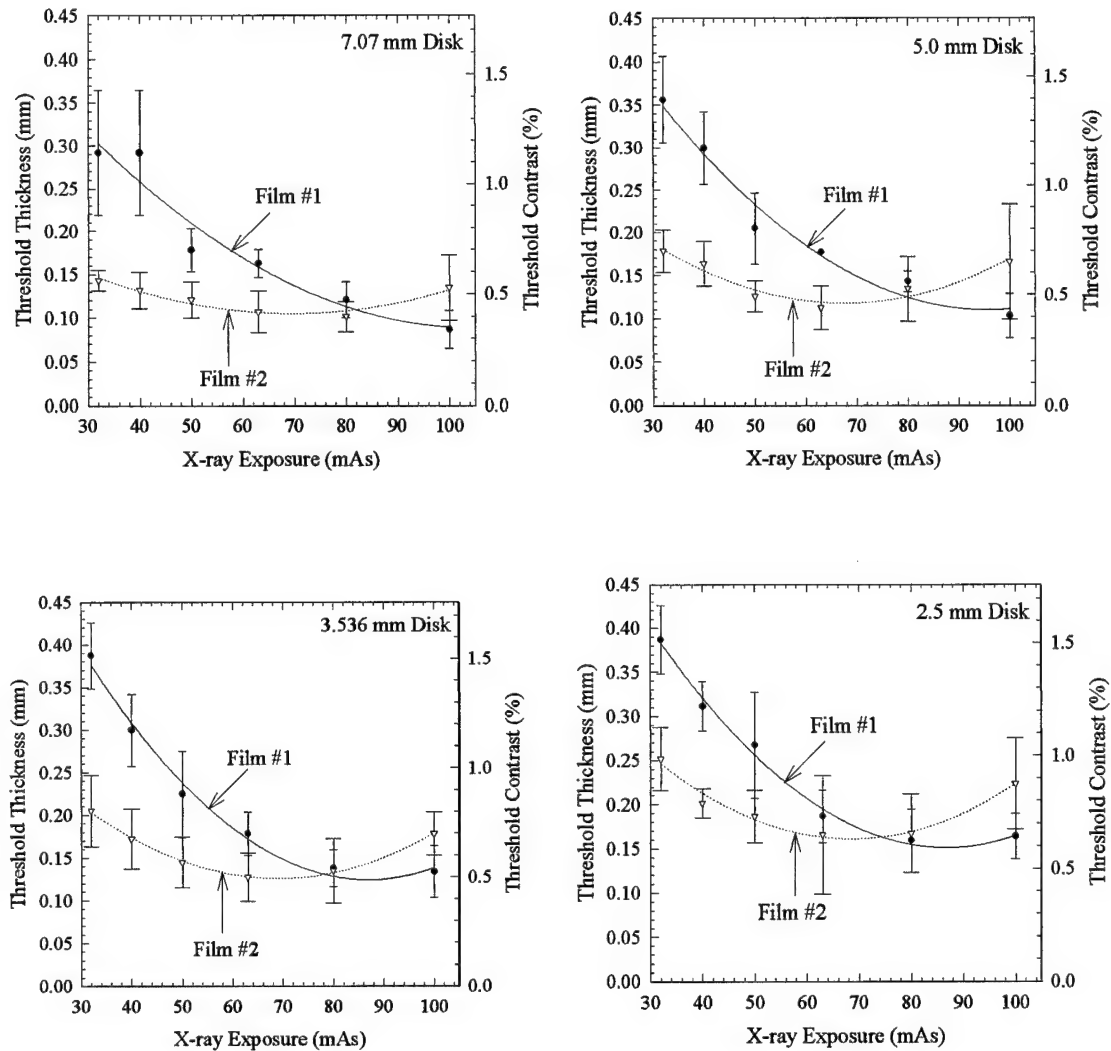 7.07 mm Disk
Threshold Thickness (mm)
0.45
0.40
0.35
0.30
0.25
0.20
0.15
0.10
0.05
0.00
Film #1
Film #2
1.5
1.0
0.5
0.0
Threshold Contrast (%)
30 40 50 60 70 80 90 100
X-ray Exposure (mAs)
5.0 mm Disk
Threshold Thickness (mm)
0.45
0.40
0.35
0.30
0.25
0.20
0.15
0.10
0.05
0.00
Film #1
Film #2
1.5
1.0
0.5
0.0
Threshold Contrast (%)
30 40 50 60 70 80 90 100
X-ray Exposure (mAs)
3.536 mm Disk
Threshold Thickness (mm)
0.45
0.40
0.35
0.30
0.25
0.20
0.15
0.10
0.05
0.00
Film #1
Film #2
1.5
1.0
0.5
0.0
Threshold Contrast (%)
30 40 50 60 70 80 90 100
X-ray Exposure (mAs)
2.5 mm Disk
Threshold Thickness (mm)
0.45
0.40
0.35
0.30
0.25
0.20
0.15
0.10
0.05
0.00
Film #1
Film #2
1.5
1.0
0.5
0.0
Threshold Contrast (%)
30 40 50 60 70 80 90 100
X-ray Exposure (mAs)